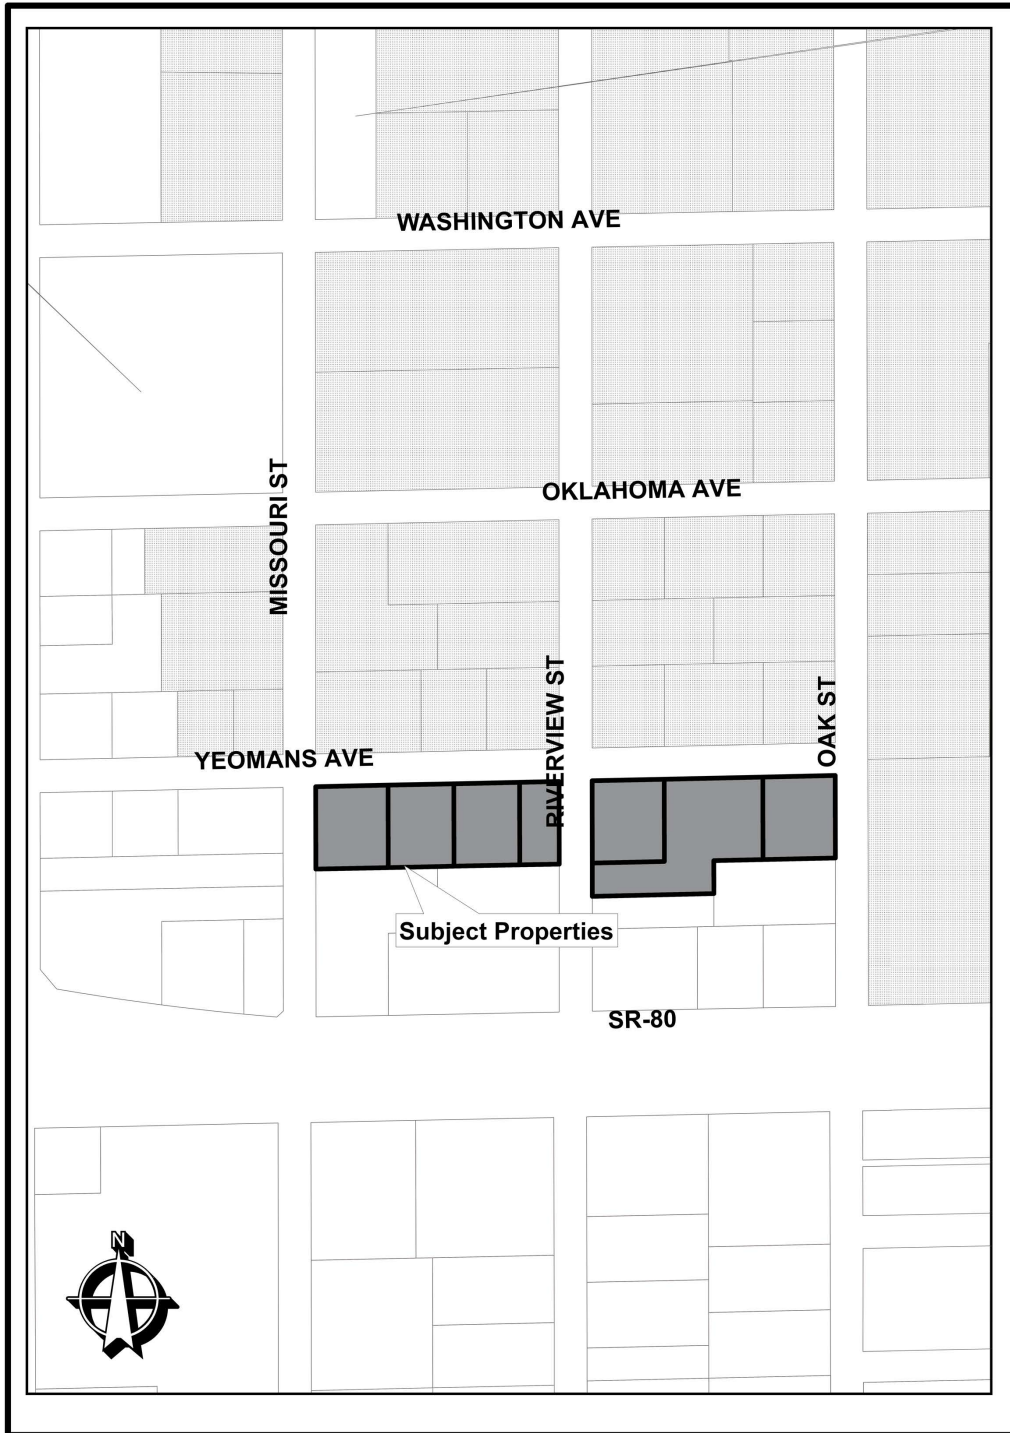 WASHINGTON AVE
MISSOURI ST
OKLAHOMA AVE
RIVERVIEW ST
OAK ST
YEOMANS AVE
Subject Properties
SR-80
N